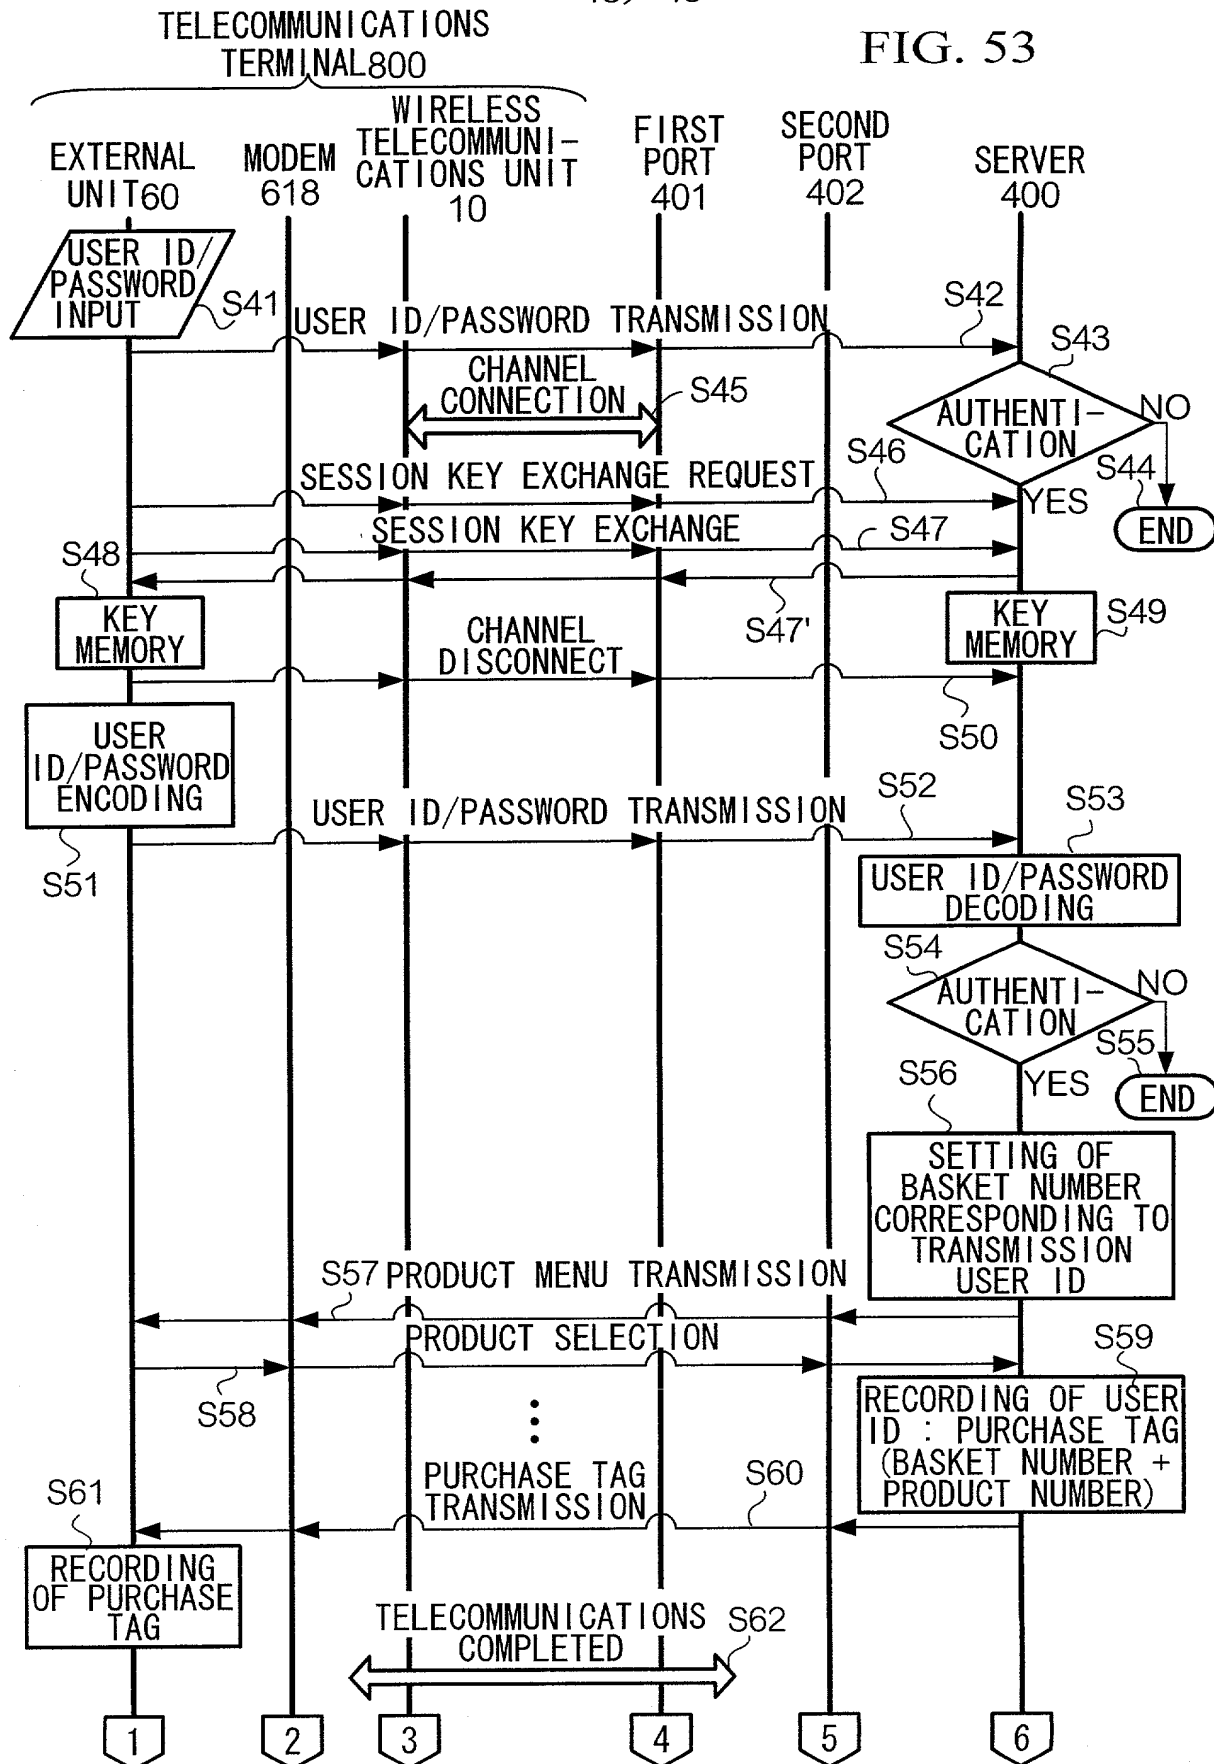 FIG. 53
TELECOMMUNICATIONS
TERMINAL800
EXTERNAL
UNIT60
MODEM
618
WIRELESS
TELECOMMUNI-
CATIONS UNIT
10
FIRST
PORT
401
SECOND
PORT
402
SERVER
400
USER ID/
PASSWORD
INPUT
S41
USER ID/PASSWORD TRANSMISSION
S42
S43
CHANNEL
CONNECTION
S45
AUTHENTI-
CATION
NO
S44
END
YES
SESSION KEY EXCHANGE REQUEST
S46
SESSION KEY EXCHANGE
S47
S48
S47'
KEY
MEMORY
KEY
MEMORY
S49
CHANNEL
DISCONNECT
S50
USER
ID/PASSWORD
ENCODING
S51
USER ID/PASSWORD TRANSMISSION
S52
S53
USER ID/PASSWORD
DECODING
S54
AUTHENTI-
CATION
NO
S55
END
YES
S56
SETTING OF
BASKET NUMBER
CORRESPONDING TO
TRANSMISSION
USER ID
S57 PRODUCT MENU TRANSMISSION
PRODUCT SELECTION
S58
S59
RECORDING OF USER
ID : PURCHASE TAG
(BASKET NUMBER +
PRODUCT NUMBER)
PURCHASE TAG
TRANSMISSION
S60
S61
RECORDING
OF PURCHASE
TAG
TELECOMMUNICATIONS
COMPLETED
S62
1
2
3
4
5
6